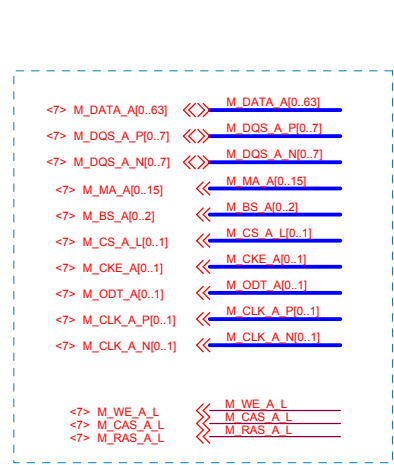 <7> M_DATA_A[0..63] M_DATA_A[0..63]
<7> M_DQS_A_P[0..7] M_DQS_A_P[0..7]
<7> M_DQS_A_N[0..7] M_DQS_A_N[0..7]
<7> M_MA_A[0..15] M_MA_A[0..15]
<7> M_BS_A[0..2] M_BS_A[0..2]
<7> M_CS_A_L[0..1] M_CS_A_L[0..1]
<7> M_CKE_A[0..1] M_CKE_A[0..1]
<7> M_ODT_A[0..1] M_ODT_A[0..1]
<7> M_CLK_A_P[0..1] M_CLK_A_P[0..1]
<7> M_CLK_A_N[0..1] M_CLK_A_N[0..1]
<7> M_WE_A_L M_WE_A_L
<7> M_CAS_A_L M_CAS_A_L
<7> M_RAS_A_L M_RAS_A_L